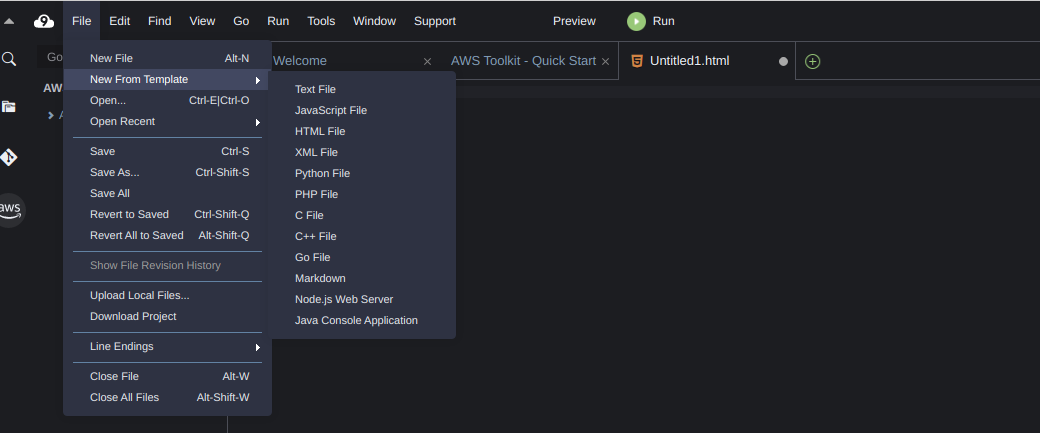 9 File Edit Find View Go Run Tools Window Support Preview Run
Go
Welcome × AWS Toolkit - Quick Start × Untitled1.html
AW
A
aws
New File Alt-N
New From Template
Open... Ctrl-E|Ctrl-O
Open Recent
Save Ctrl-S
Save As... Ctrl-Shift-S
Save All
Revert to Saved Ctrl-Shift-Q
Revert All to Saved Alt-Shift-Q
Show File Revision History
Upload Local Files...
Download Project
Line Endings
Close File Alt-W
Close All Files Alt-Shift-W
Text File
JavaScript File
HTML File
XML File
Python File
PHP File
C File
C++ File
Go File
Markdown
Node.js Web Server
Java Console Application